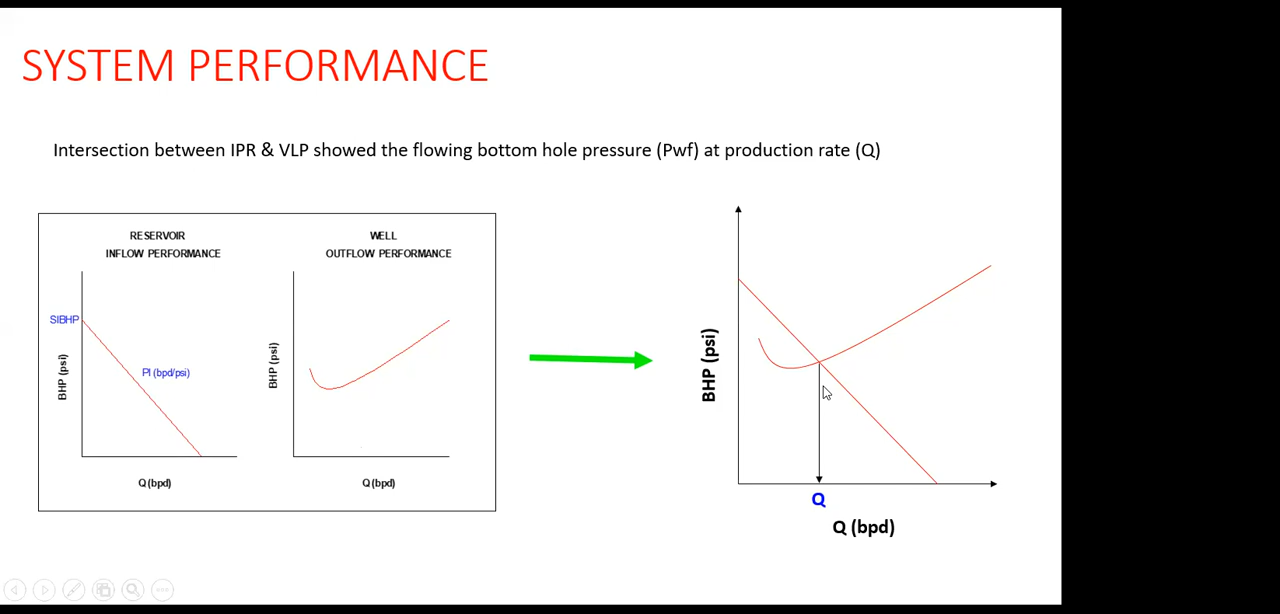 SYSTEM PERFORMANCE
Intersection between IPR & VLP showed the flowing bottom hole pressure (Pwf) at production rate (Q)
RESERVOIR
INFLOW PERFORMANCE
SIBHP
PI (bpd/psi)
BHP (psi)
Q (bpd)
WELL
OUTFLOW PERFORMANCE
BHP (psi)
Q (bpd)
BHP (psi)
Q
Q (bpd)